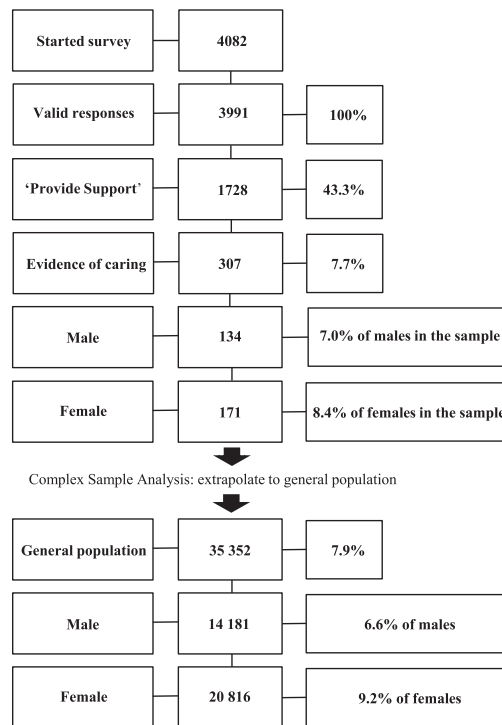 Started survey
4082
Valid responses
3991
100%
‘Provide Support’
1728
43.3%
Evidence of caring
307
7.7%
Male
134
7.0% of males in the sample
Female
171
8.4% of females in the sample
Complex Sample Analysis: extrapolate to general population
General population
35 352
7.9%
Male
14 181
6.6% of males
Female
20 816
9.2% of females